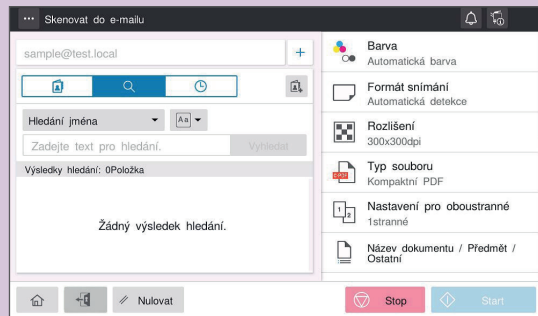 Skenovat do e-mailu
sample@test.local
+
Hledání jména
Aa
Zadejte text pro hledání.
Vyhledat
Výsledky hledání: 0Položka
Žádný výsledek hledání.
Barva
Automatická barva
Formát snímání
Automatická detekce
Rozlišení
300x300dpi
Typ souboru
Kompaktní PDF
Nastavení pro oboustranné
1stranné
Název dokumentu / Předmět /
Ostatní
Nulovat
Stop
Start